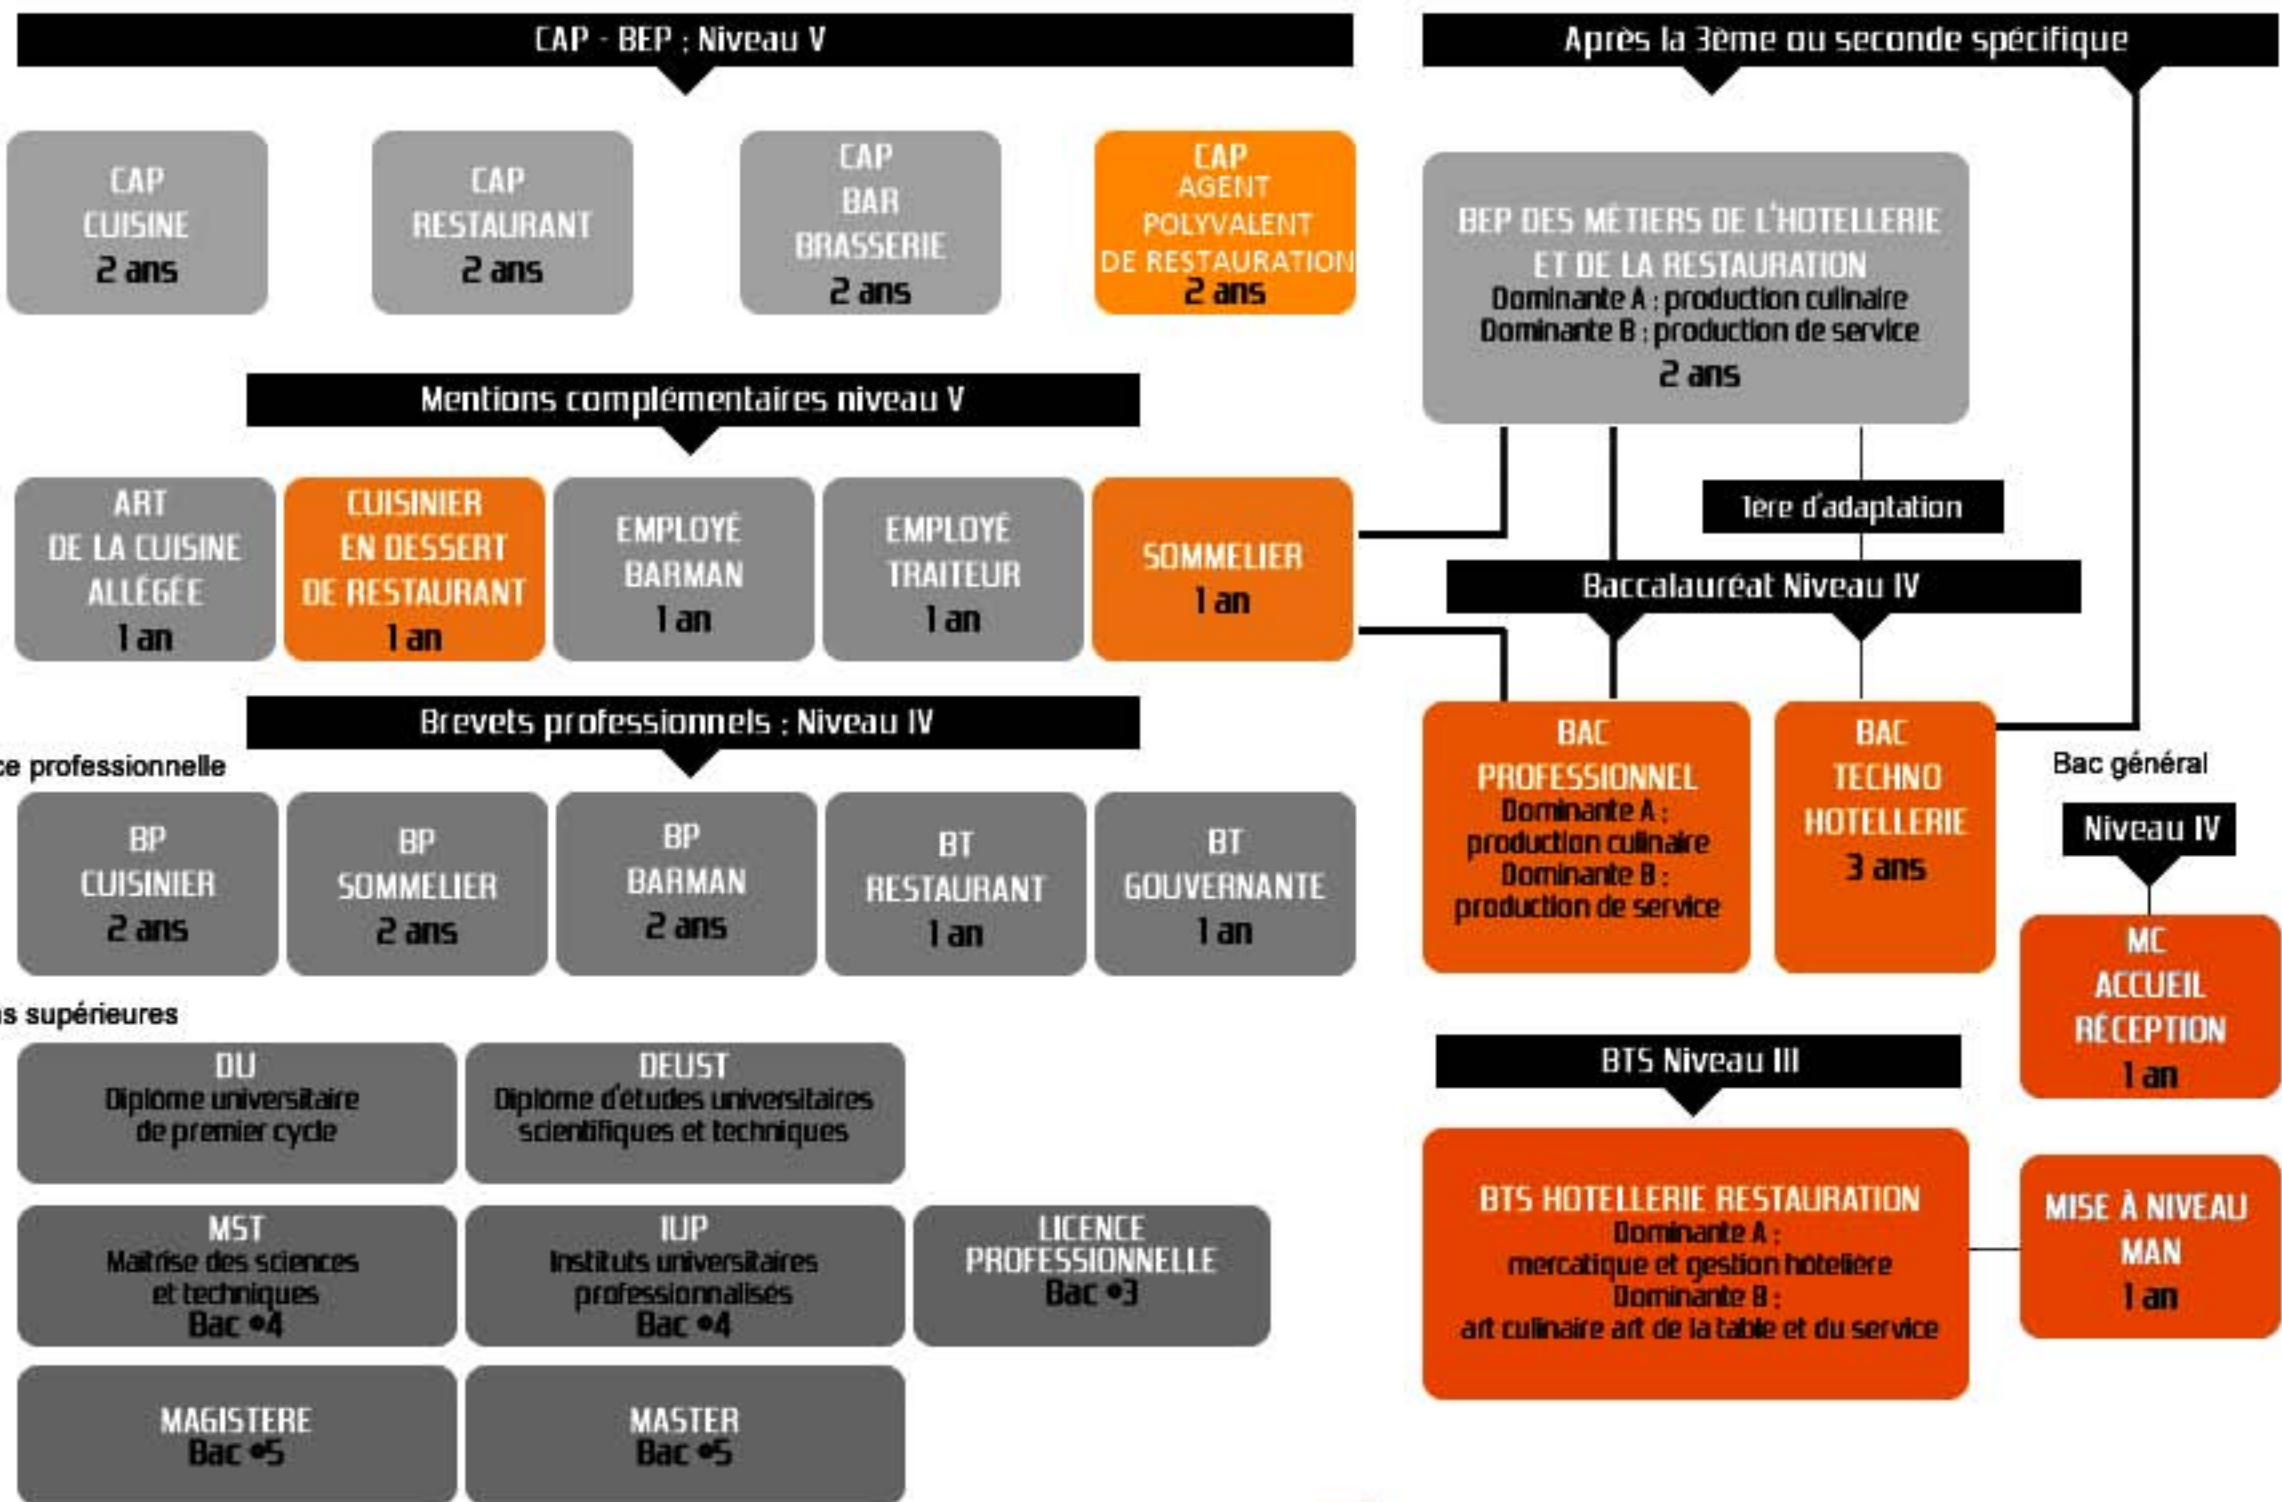 CAP - BEP : Niveau V
CAP
CUISINE
2 ans
CAP
RESTAURANT
2 ans
CAP
BAR
BRASSERIE
2 ans
CAP
AGENT
POLYVALENT
DE RESTAURATION
2 ans
Mentions complémentaires niveau V
ART
DE LA CUISINE
ALLÉGÉE
1 an
CUISINIER
EN DESSERT
DE RESTAURANT
1 an
EMPLOYÉ
BARMAN
1 an
EMPLOYÉ
TRAITEUR
1 an
SOMMELIER
1 an
Brevets professionnels : Niveau IV
ce professionnelle
BP
CUISINIER
2 ans
BP
SOMMELIER
2 ans
BP
BARMAN
2 ans
BT
RESTAURANT
1 an
BT
GOUVERNANTE
1 an
ns supérieures
DU
Diplôme universitaire
de premier cycle
DEUST
Diplôme d'études universitaires
scientifiques et techniques
MST
Maîtrise des sciences
et techniques
Bac •4
IUP
Instituts universitaires
professionnalisés
Bac •4
LICENCE
PROFESSIONNELLE
Bac •3
MAGISTERE
Bac •5
MASTER
Bac •5
Après la 3ème ou seconde spécifique
BEP DES MÉTIERS DE L'HOTELLERIE
ET DE LA RESTAURATION
Dominante A : production culinaire
Dominante B : production de service
2 ans
1ère d'adaptation
Baccalauréat Niveau IV
BAC
PROFESSIONNEL
Dominante A :
production culinaire
Dominante B :
production de service
BAC
TECHNO
HOTELLERIE
3 ans
Bac général
Niveau IV
MC
ACCUEIL
RÉCEPTION
1 an
BTS Niveau III
BTS HOTELLERIE RESTAURATION
Dominante A :
mercatique et gestion hôtelière
Dominante B :
art culinaire art de la table et du service
MISE À NIVEAU
MAN
1 an